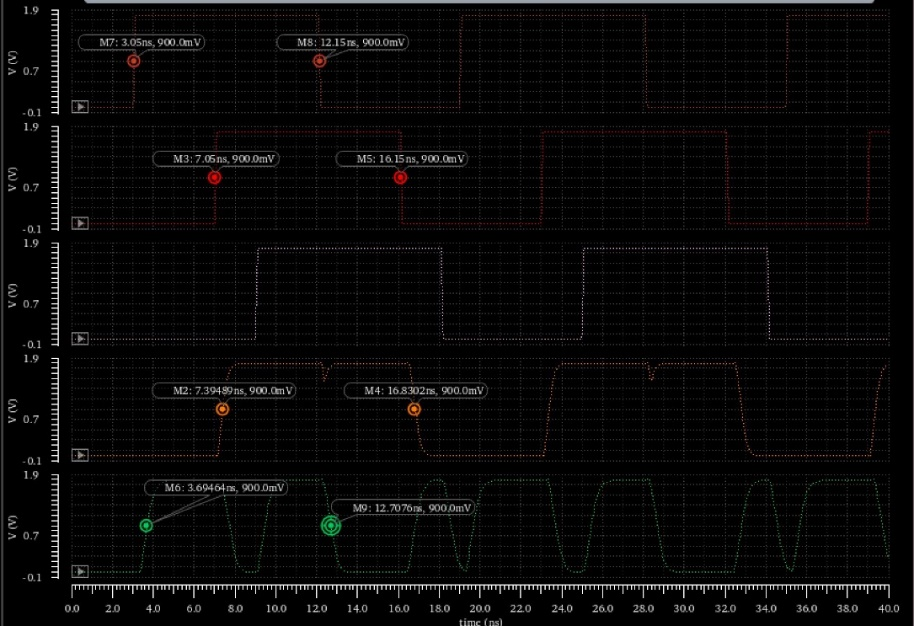 1.9
M7: 3.05ns, 900.0mV
M8: 12.15ns, 900.0mV
V (V)
0.7
-0.1
1.9
M3: 7.05ns, 900.0mV
M5: 16.15ns, 900.0mV
V (V)
0.7
-0.1
1.9
V (V)
0.7
-0.1
1.9
M2: 7.39489ns, 900.0mV
M4: 16.8302ns, 900.0mV
V (V)
0.7
-0.1
1.9
M6: 3.69464ns, 900.0mV
M9: 12.7076ns, 900.0mV
V (V)
0.7
-0.1
0.0 2.0 4.0 6.0 8.0 10.0 12.0 14.0 16.0 18.0 20.0 22.0 24.0 26.0 28.0 30.0 32.0 34.0 36.0 38.0 40.0
time (ns)